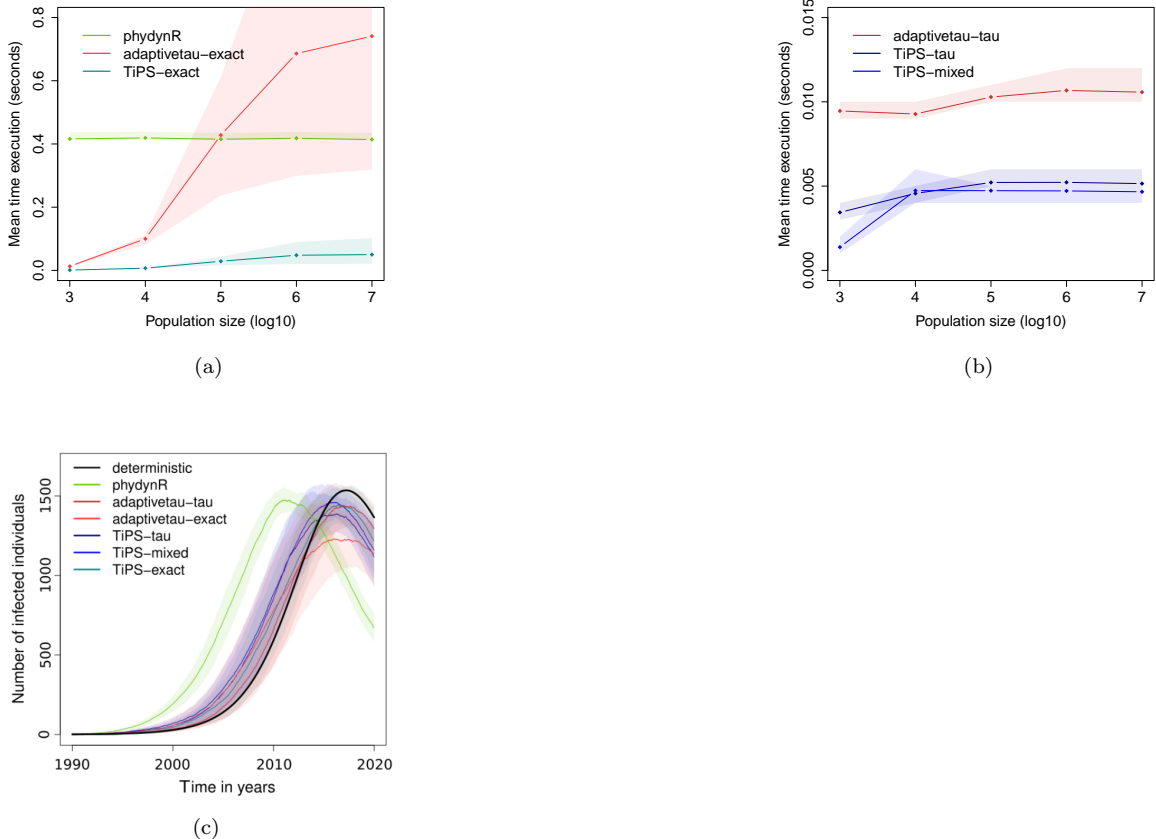 0.8
0.6
0.4
0.2
0.0
Mean time execution (seconds)
phydynR
adaptivetau−exact
TiPS−exact
3 4 5 6 7
Population size (log10)
(a)
0.015
0.010
0.005
0.000
Mean time execution (seconds)
adaptivetau−tau
TiPS−tau
TiPS−mixed
3 4 5 6 7
Population size (log10)
(b)
1500
1000
500
0
Number of infected individuals
deterministic
phydynR
adaptivetau−tau
adaptivetau−exact
TiPS−tau
TiPS−mixed
TiPS−exact
1990 2000 2010 2020
Time in years
(c)